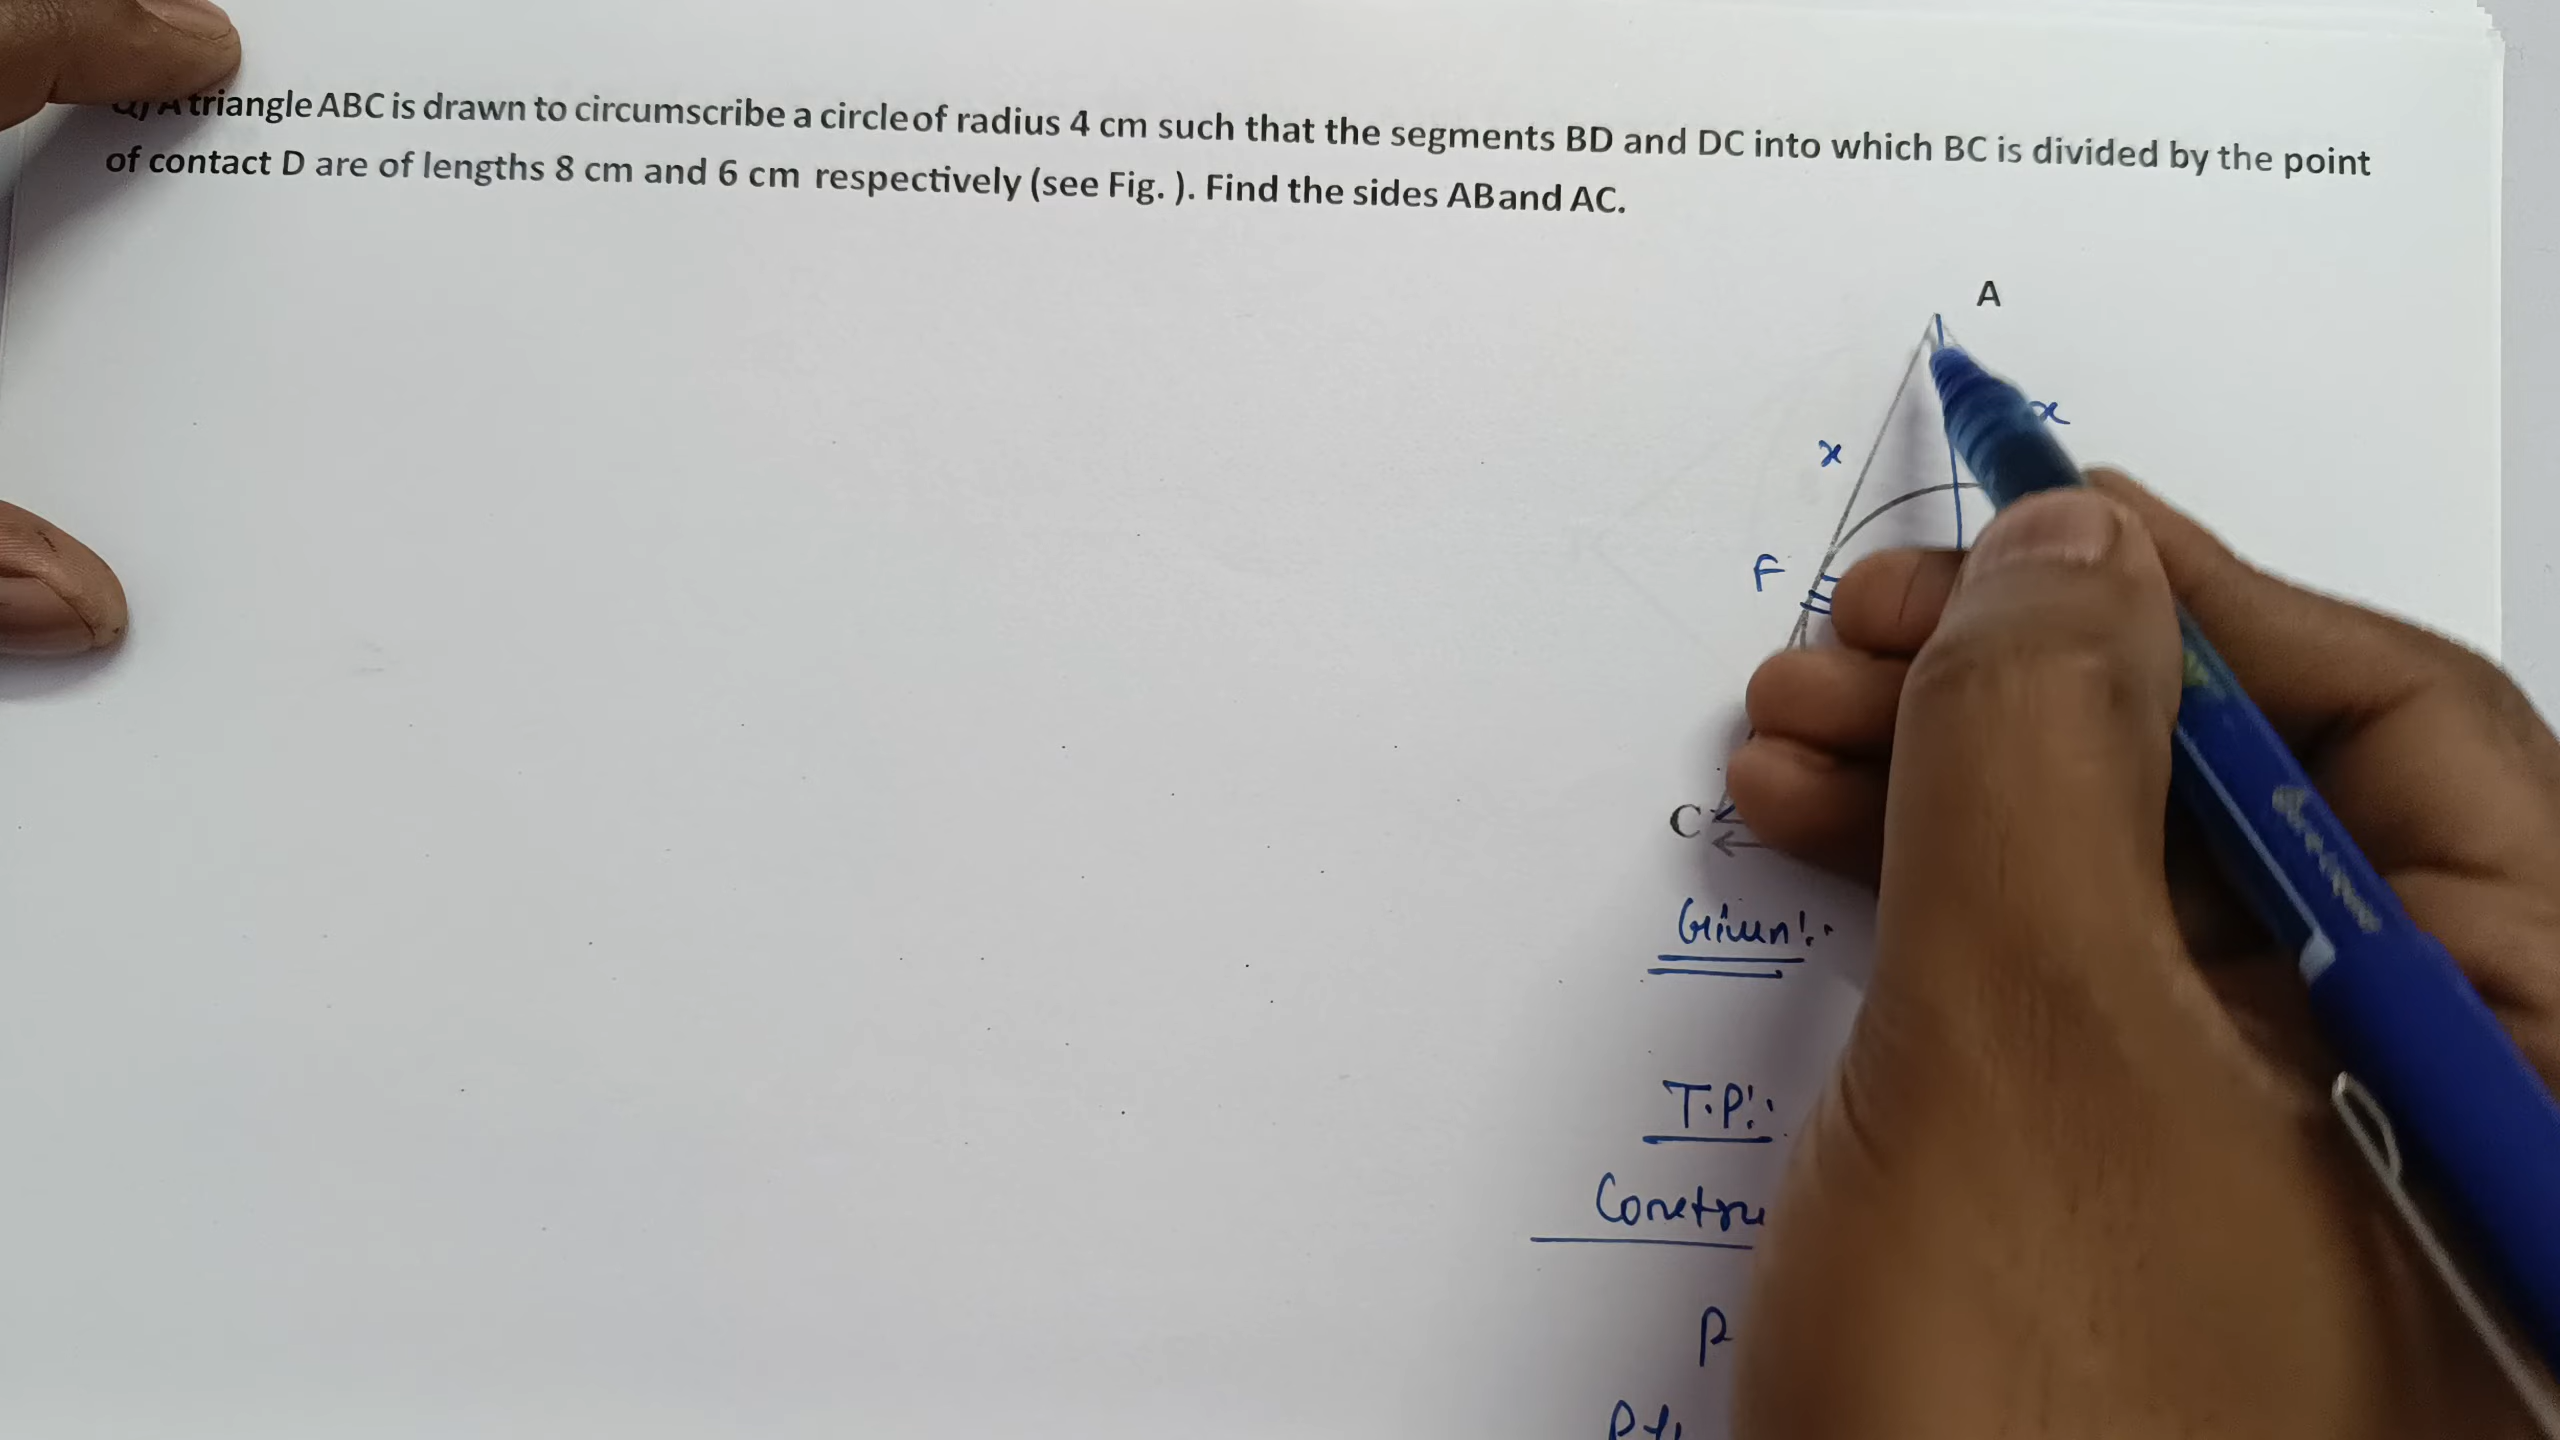 triangle ABC is drawn to circumscribe a circle of radius 4 cm such that the segments BD and DC into which BC is divided by the point
of contact D are of lengths 8 cm and 6 cm respectively (see Fig. ). Find the sides AB and AC.
A
x
x
F
C
Given:-
T.P:-
Constru
P